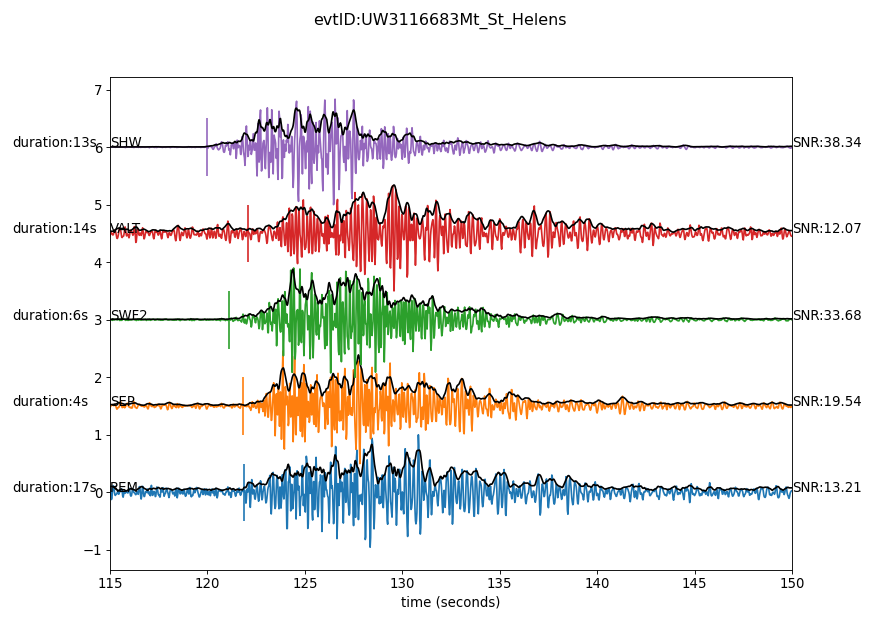 evtID:UW3116683Mt_St_Helens
7
duration:13s SHW SNR:38.34
6
5
duration:14s VALT SNR:12.07
4
duration:6s SWF2 SNR:33.68
3
2
duration:4s SEP SNR:19.54
1
duration:17s REM SNR:13.21
0
−1
115 120 125 130 135 140 145 150
time (seconds)